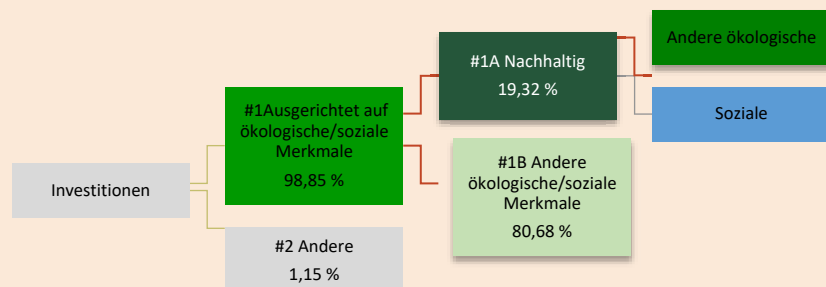 Investitionen
#1Ausgerichtet auf
ökologische/soziale
Merkmale
98,85 %
#2 Andere
1,15 %
#1A Nachhaltig
19,32 %
#1B Andere
ökologische/soziale
Merkmale
80,68 %
Andere ökologische
Soziale